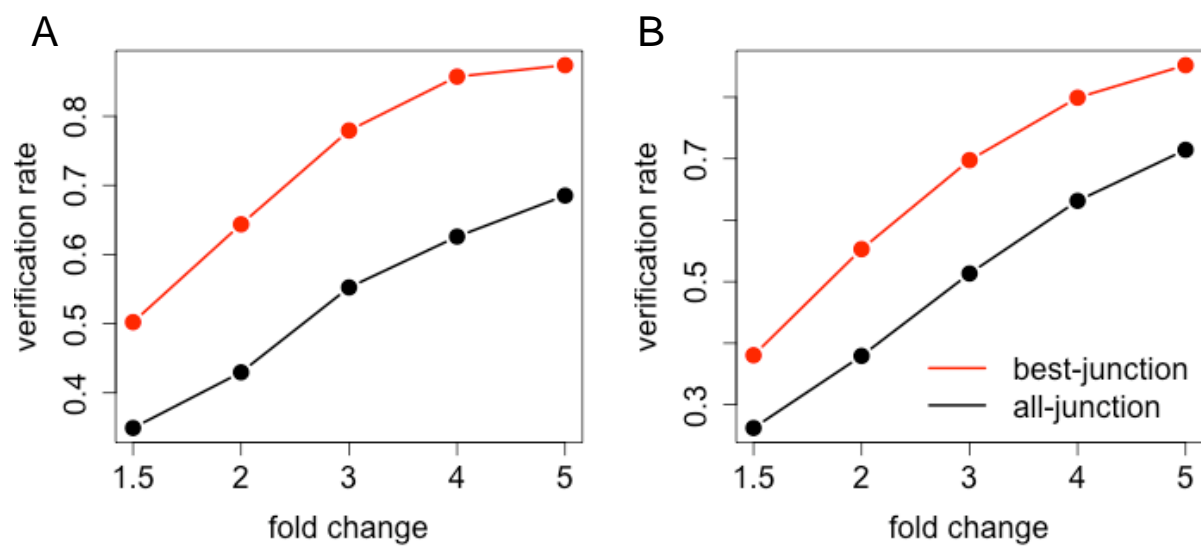 A
verification rate
0.8
0.7
0.6
0.5
0.4
1.5 2 3 4 5
fold change
B
verification rate
0.7
0.5
0.3
best-junction
all-junction
1.5 2 3 4 5
fold change